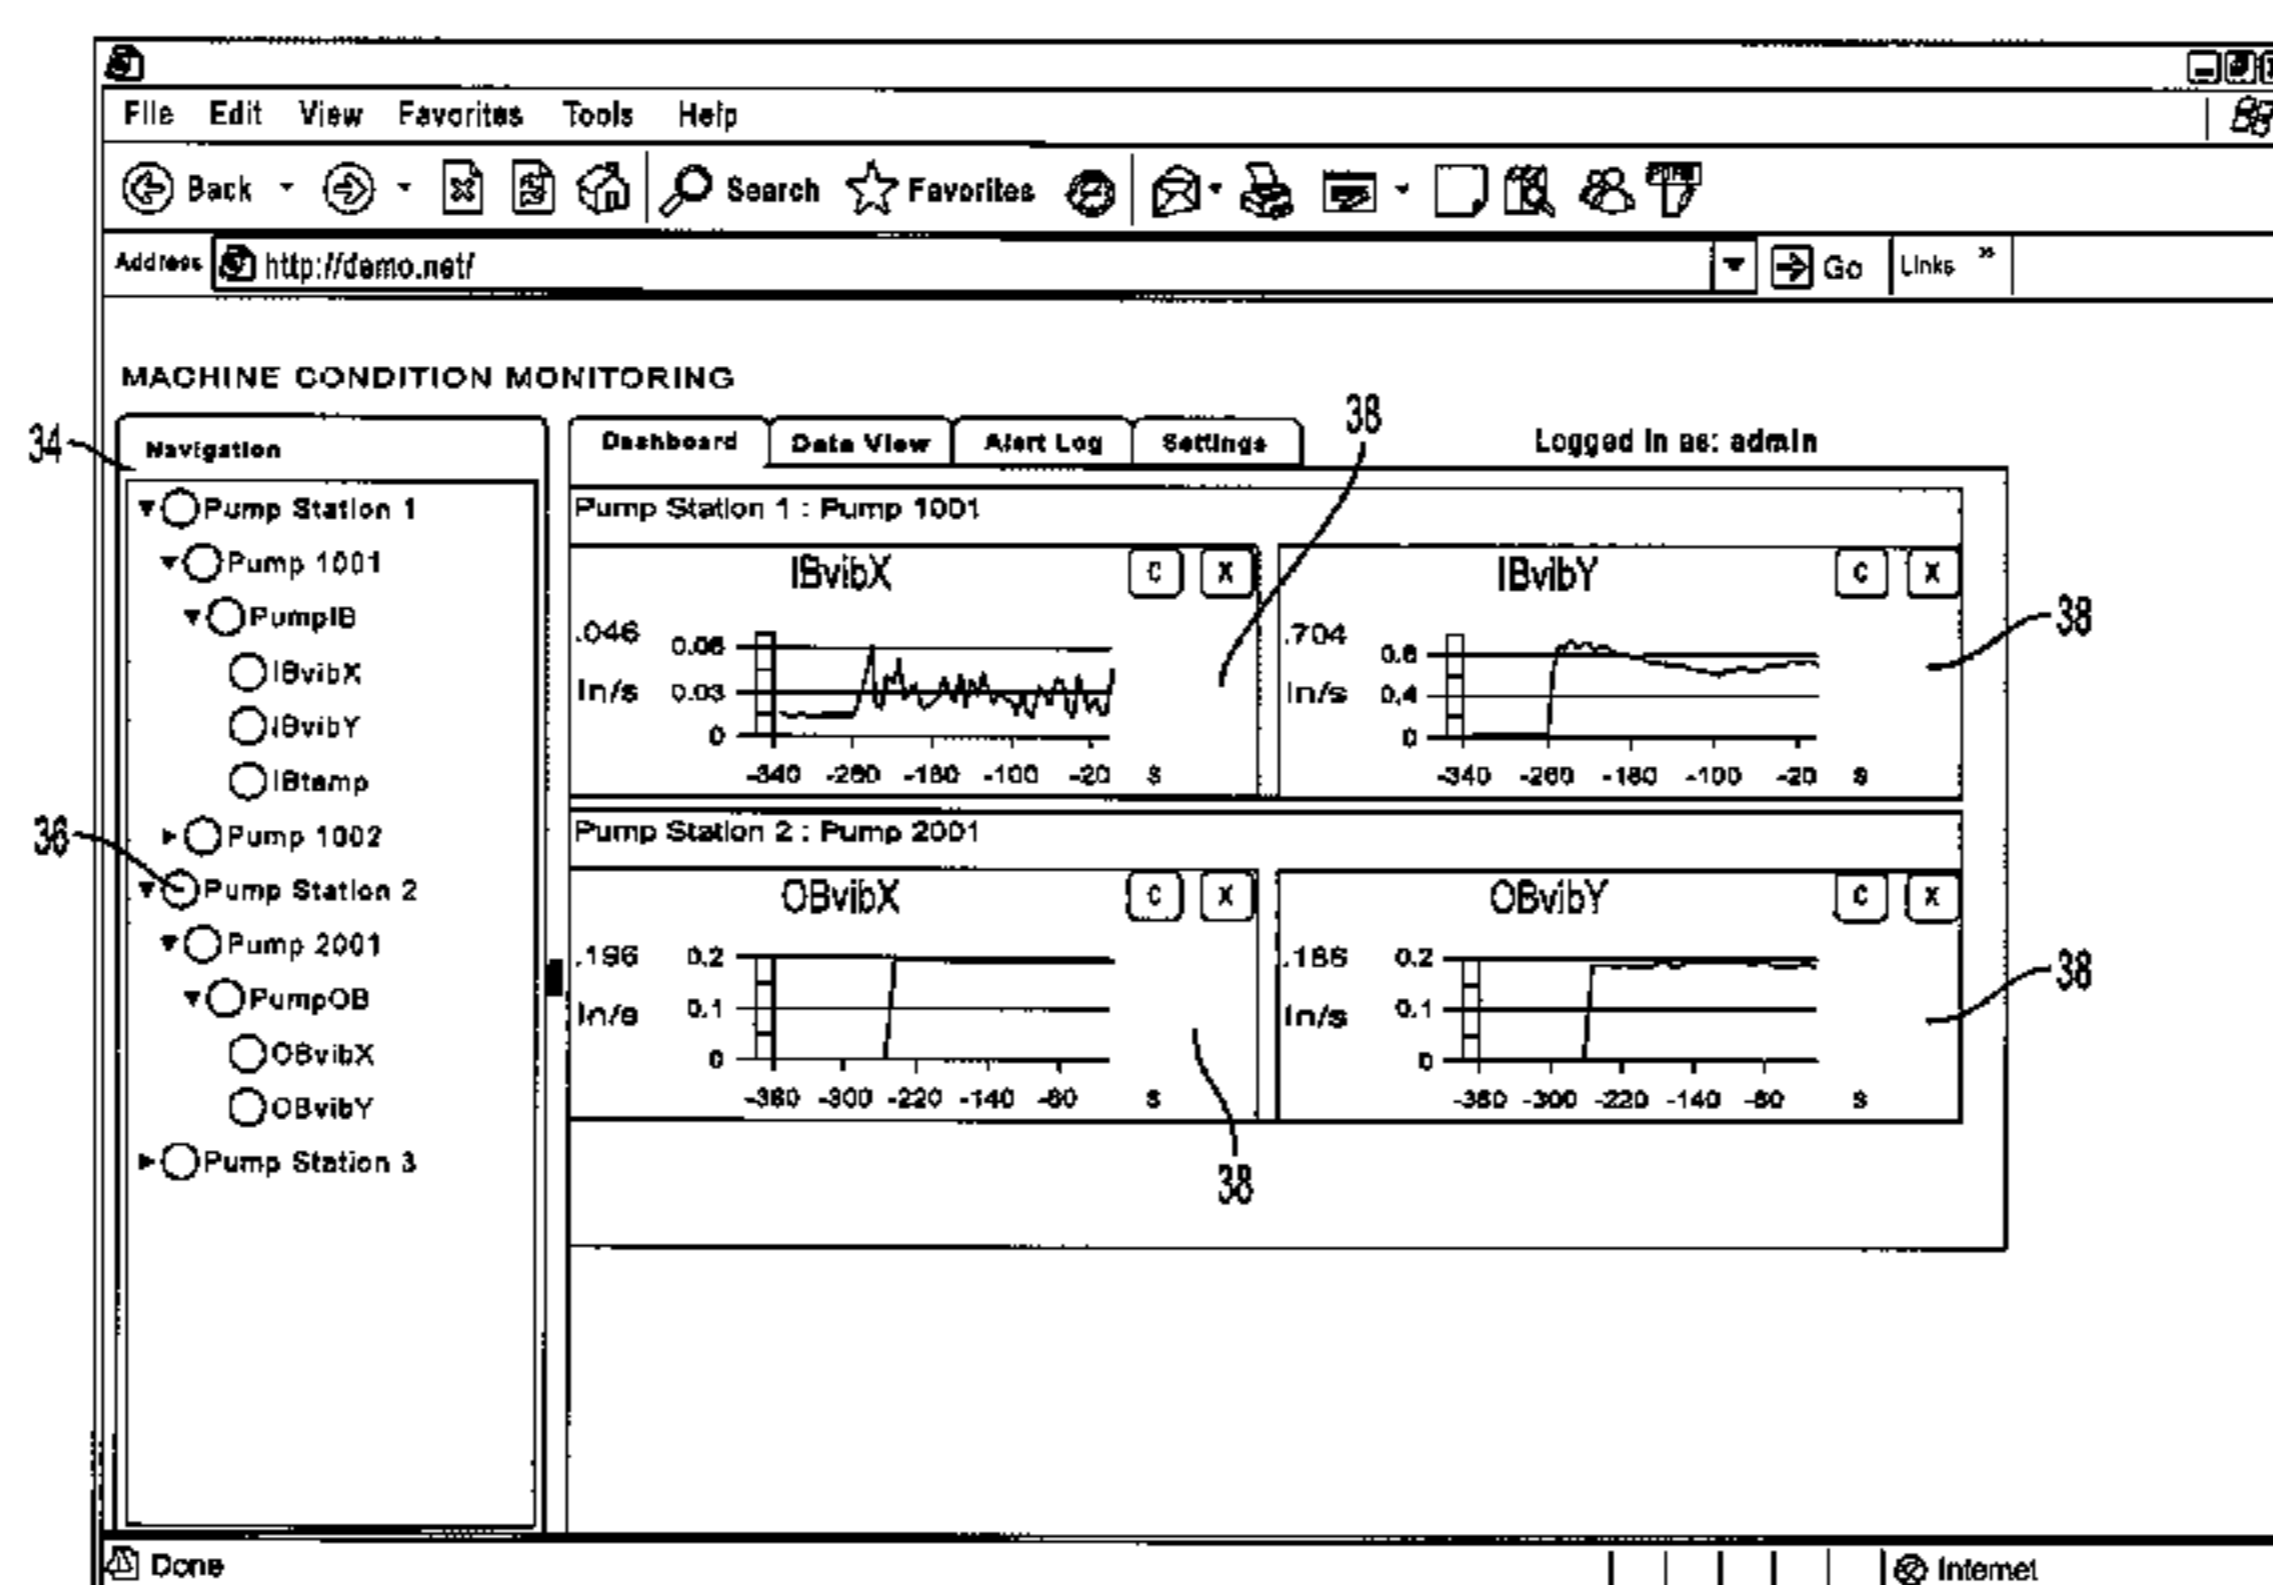 File Edit View Favorites Tools Help
Back Search Favorites
Address http://demo.net/ Go Links »
MACHINE CONDITION MONITORING
34
Navigation
Pump Station 1
Pump 1001
PumpIB
IBvibX
IBvibY
IBtemp
Pump 1002
36
Pump Station 2
Pump 2001
PumpOB
OBvibX
OBvibY
Pump Station 3
Dashboard Data View Alert Log Settings
38
Logged in as: admin
Pump Station 1 : Pump 1001
IBvibX C X
.046
in/s
0.06
0.03
0
-340 -260 -180 -100 -20 s
IBvibY C X
.704
in/s
0.8
0.4
0
-340 -260 -180 -100 -20 s
38
Pump Station 2 : Pump 2001
OBvibX C X
.196
in/s
0.2
0.1
0
-380 -300 -220 -140 -60 s
38
OBvibY C X
.186
in/s
0.2
0.1
0
-380 -300 -220 -140 -60 s
38
Done
Internet